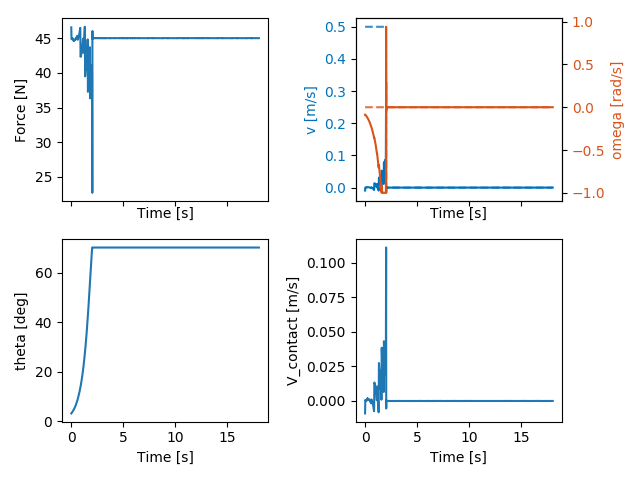 Force [N]
45
40
35
30
25
Time [s]
v [m/s]
0.5
0.4
0.3
0.2
0.1
0.0
omega [rad/s]
1.0
0.5
0.0
−0.5
−1.0
Time [s]
theta [deg]
60
40
20
0
0 5 10 15
Time [s]
V_contact [m/s]
0.100
0.075
0.050
0.025
0.000
0 5 10 15
Time [s]